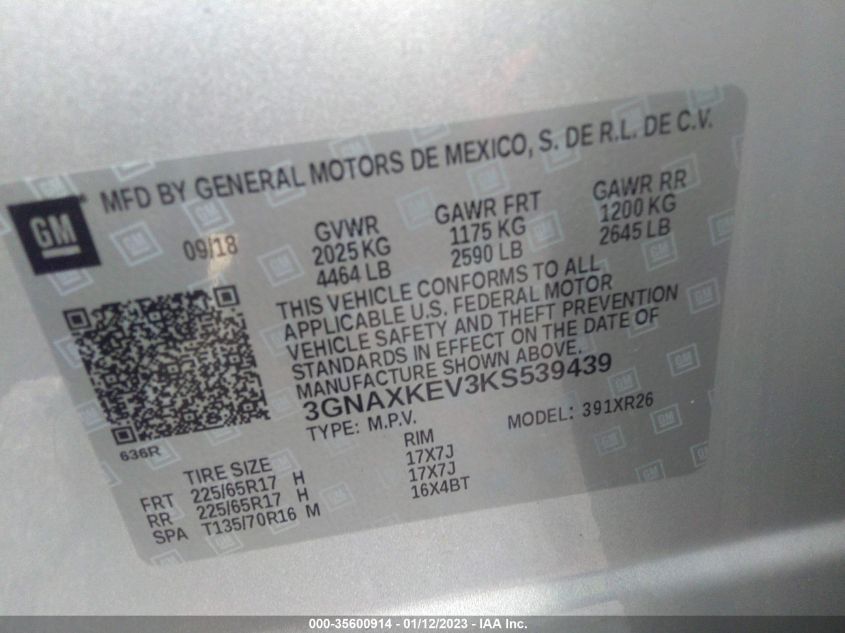 MFD BY GENERAL MOTORS DE MEXICO, S. DE R.L. DE C.V.
GM
09/18 GVWR GAWR FRT GAWR RR
2025 KG 1175 KG 1200 KG
4464 LB 2590 LB 2645 LB
THIS VEHICLE CONFORMS TO ALL
APPLICABLE U.S. FEDERAL MOTOR
VEHICLE SAFETY AND THEFT PREVENTION
STANDARDS IN EFFECT ON THE DATE OF
MANUFACTURE SHOWN ABOVE.
3GNAXKEV3KS539439
TYPE: M.P.V. MODEL: 391XR26
636R
TIRE SIZE RIM
FRT 225/65R17 H 17X7J
RR 225/65R17 H 17X7J
SPA T135/70R16 M 16X4BT
000-35600914 - 01/12/2023 - IAA Inc.